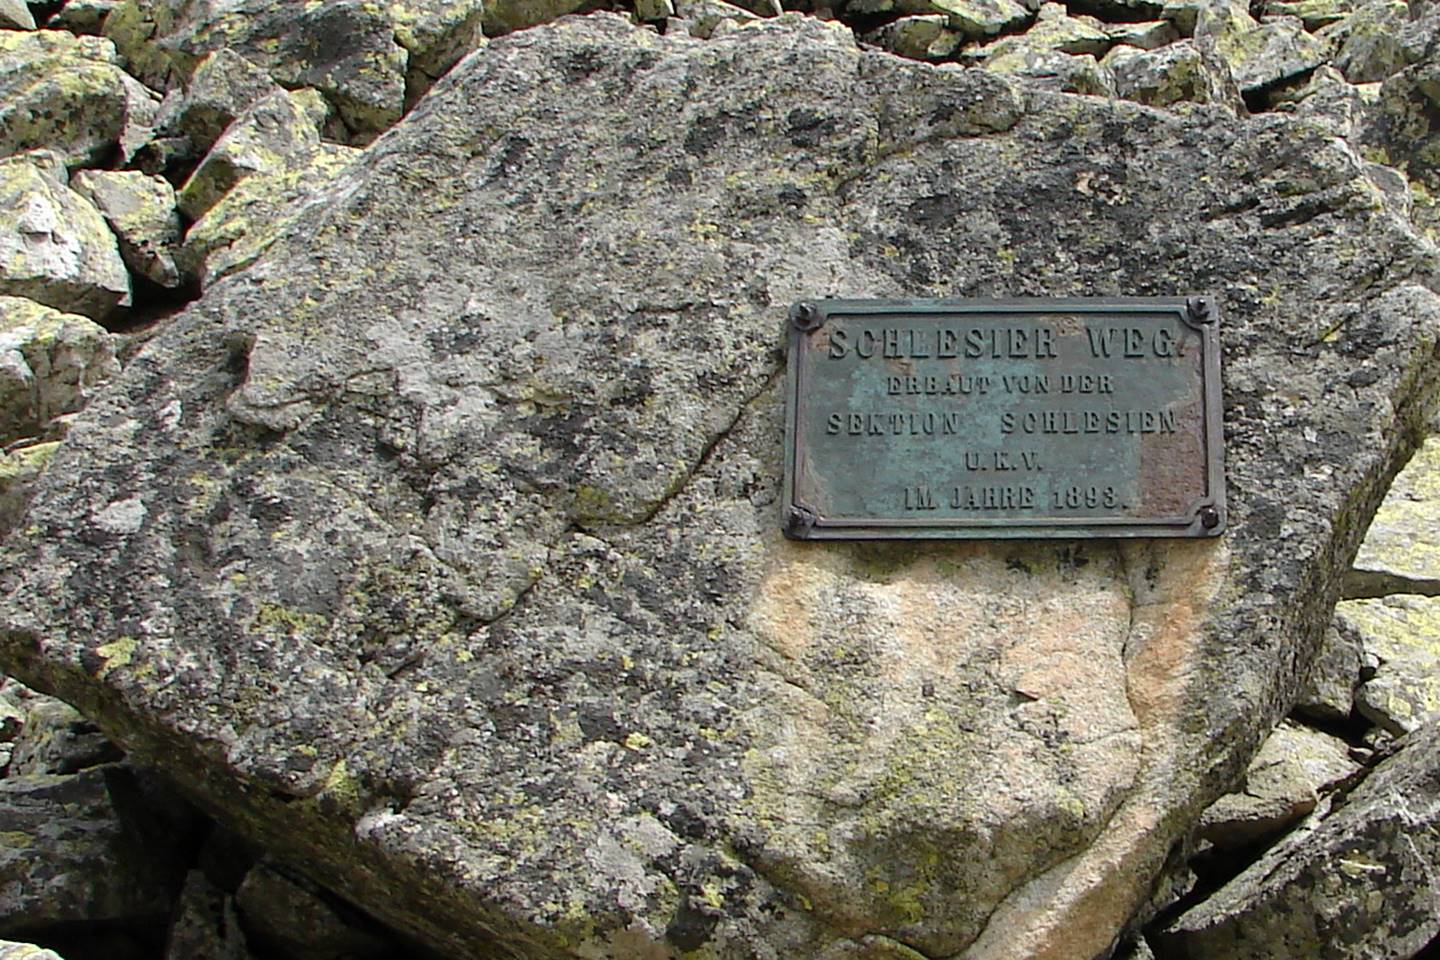 SCHLESIER WEG.
ERBAUT VON DER
SEKTION SCHLESIEN
U. K. V.
IM JAHRE 1893.